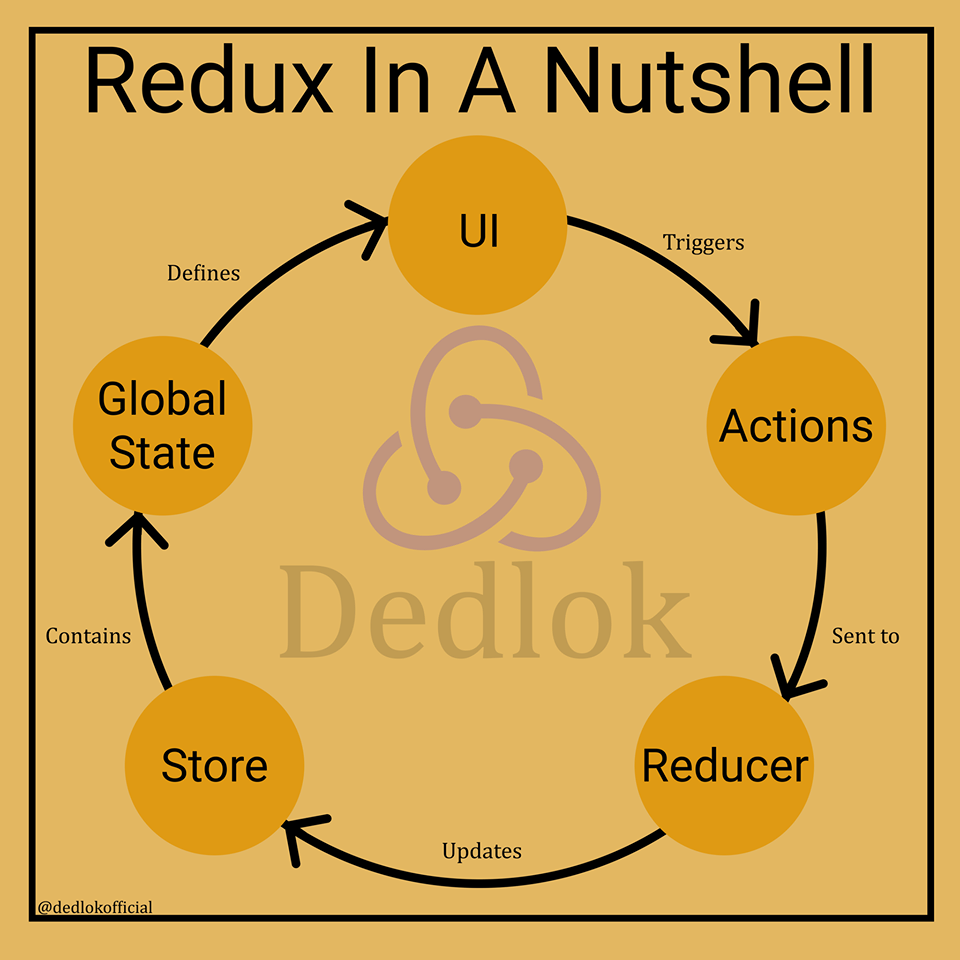 Redux In A Nutshell
UI
Triggers
Defines
Global
State
Actions
Dedlok
Contains
Sent to
Store
Reducer
Updates
@dedlokofficial